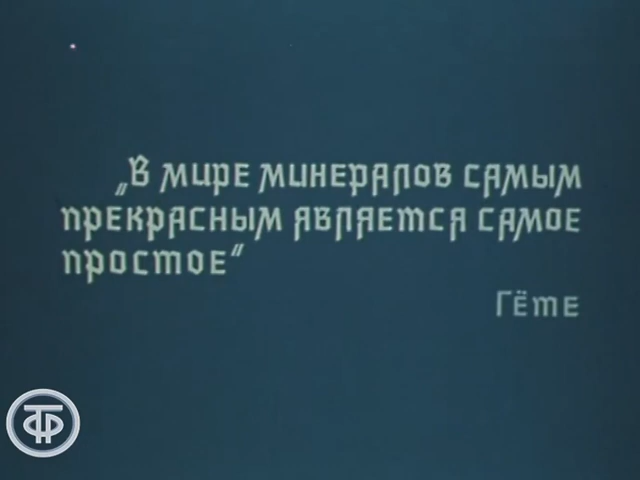 „В мире минералов самым
прекрасным является самое
простое"
Гёте